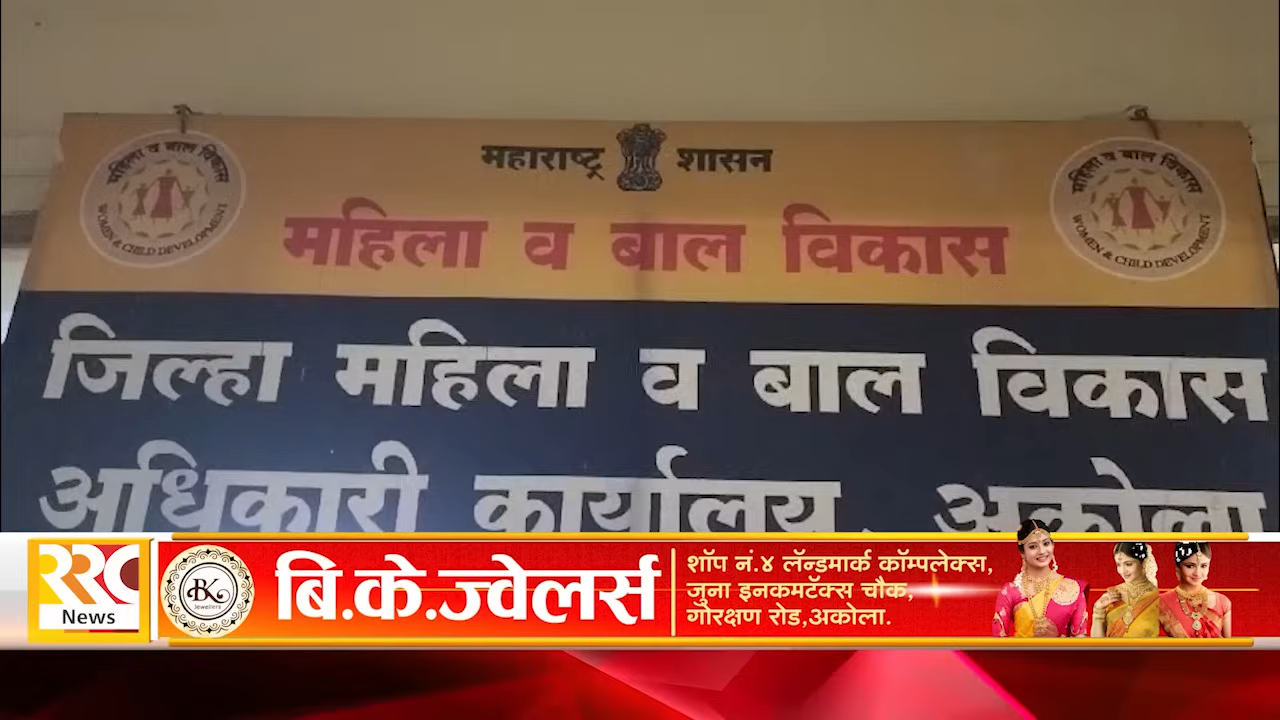 महाराष्ट्र शासन
महिला व बाल विकास
WOMEN & CHILD DEVELOPMENT
महिला व बाल विकास
महिला व बाल विकास
WOMEN & CHILD DEVELOPMENT
जिल्हा महिला व बाल विकास
अधिकारी कार्यालय, अकोला
RRC
News
BK
Jewellers
बि.के.ज्वेलर्स
शॉप नं.४ लॅन्डमार्क कॉम्पलेक्स,
जुना इनकमटॅक्स चौक,
गोरक्षण रोड,अकोला.